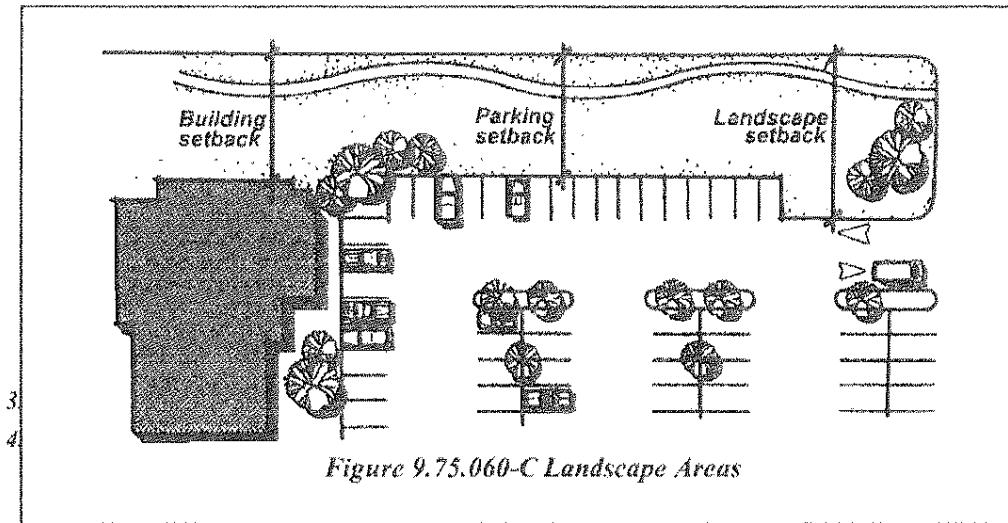 Building
setback
Parking
setback
Landscape
setback
3
4
Figure 9.75.060-C Landscape Areas